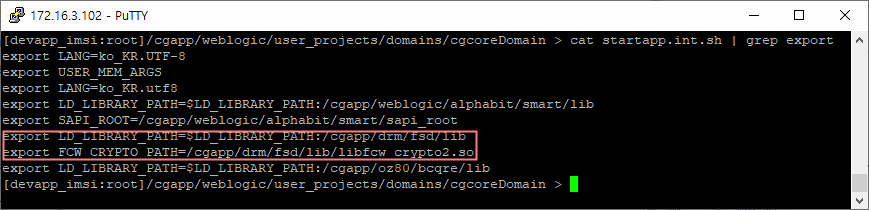 172.16.3.102 - PuTTY
[devapp_imsi:root]/cgapp/weblogic/user_projects/domains/cgcoreDomain > cat startapp.int.sh | grep export
export LANG=ko_KR.UTF-8
export USER_MEM_ARGS
export LANG=ko_KR.utf8
export LD_LIBRARY_PATH=$LD_LIBRARY_PATH:/cgapp/weblogic/alphabit/smart/lib
export SAPI_ROOT=/cgapp/weblogic/alphabit/smart/sapi_root
export LD_LIBRARY_PATH=$LD_LIBRARY_PATH:/cgapp/drm/fsd/lib
export FCW_CRYPTO_PATH=/cgapp/drm/fsd/lib/libfcw_crypto2.so
export LD_LIBRARY_PATH=$LD_LIBRARY_PATH:/cgapp/oz80/bcqre/lib
[devapp_imsi:root]/cgapp/weblogic/user_projects/domains/cgcoreDomain >